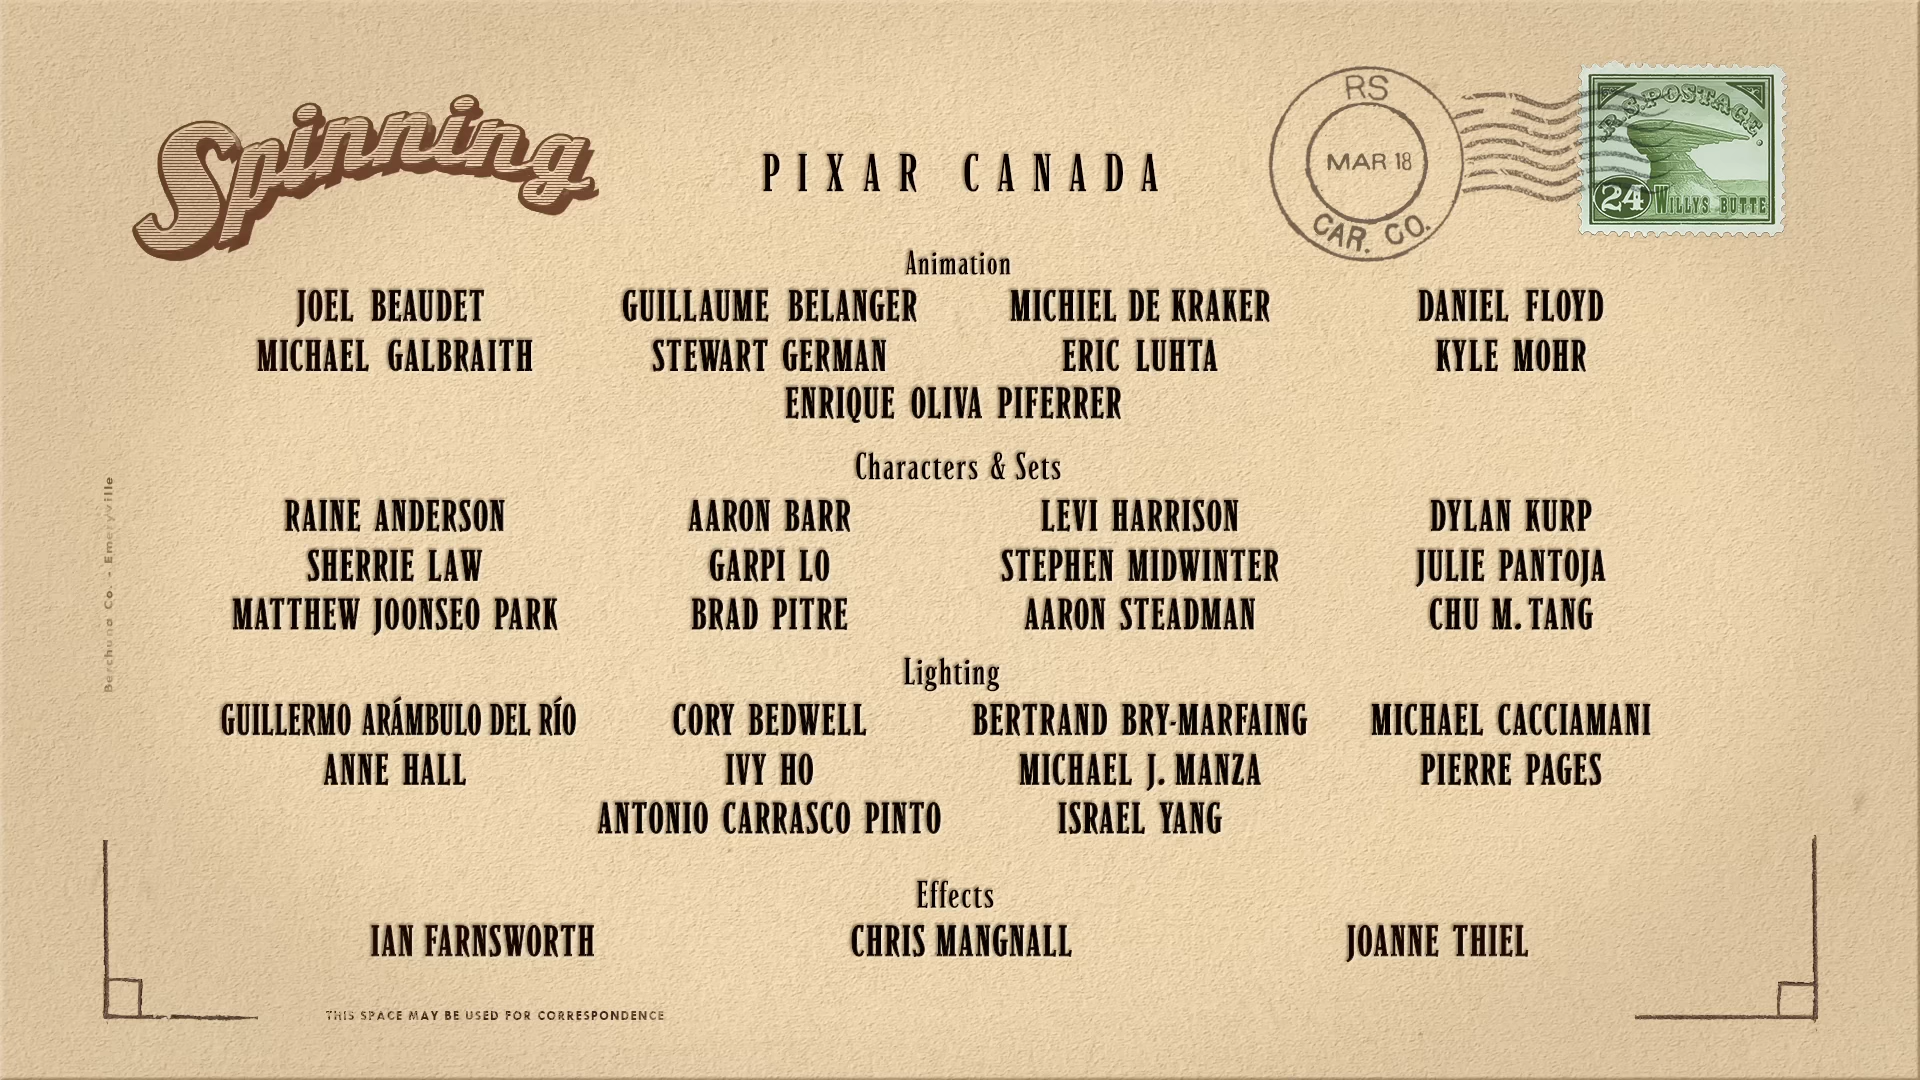 Spinning
PIXAR CANADA
RS
MAR 18
CAR. CO.
R.S. POSTAGE
24 WILLYS BUTTE
Animation
JOEL BEAUDET GUILLAUME BELANGER MICHIEL DE KRAKER DANIEL FLOYD
MICHAEL GALBRAITH STEWART GERMAN ERIC LUHTA KYLE MOHR
ENRIQUE OLIVA PIFERRER
Characters & Sets
RAINE ANDERSON AARON BARR LEVI HARRISON DYLAN KURP
SHERRIE LAW GARPI LO STEPHEN MIDWINTER JULIE PANTOJA
MATTHEW JOONSEO PARK BRAD PITRE AARON STEADMAN CHU M. TANG
Lighting
GUILLERMO ARÁMBULO DEL RÍO CORY BEDWELL BERTRAND BRY-MARFAING MICHAEL CACCIAMANI
ANNE HALL IVY HO MICHAEL J. MANZA PIERRE PAGES
ANTONIO CARRASCO PINTO ISRAEL YANG
Effects
IAN FARNSWORTH CHRIS MANGNALL JOANNE THIEL
Co. - Emeryville
THIS SPACE MAY BE USED FOR CORRESPONDENCE